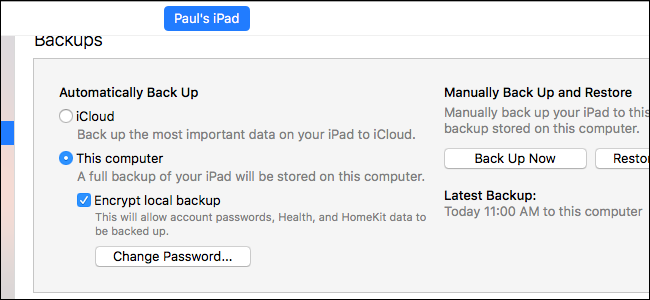 Paul's iPad
Backups
Automatically Back Up
iCloud
Back up the most important data on your iPad to iCloud.
This computer
A full backup of your iPad will be stored on this computer.
Encrypt local backup
This will allow account passwords, Health, and HomeKit data to
be backed up.
Change Password...
Manually Back Up and Restore
Manually back up your iPad to this
backup stored on this computer.
Back Up Now
Resto
Latest Backup:
Today 11:00 AM to this computer